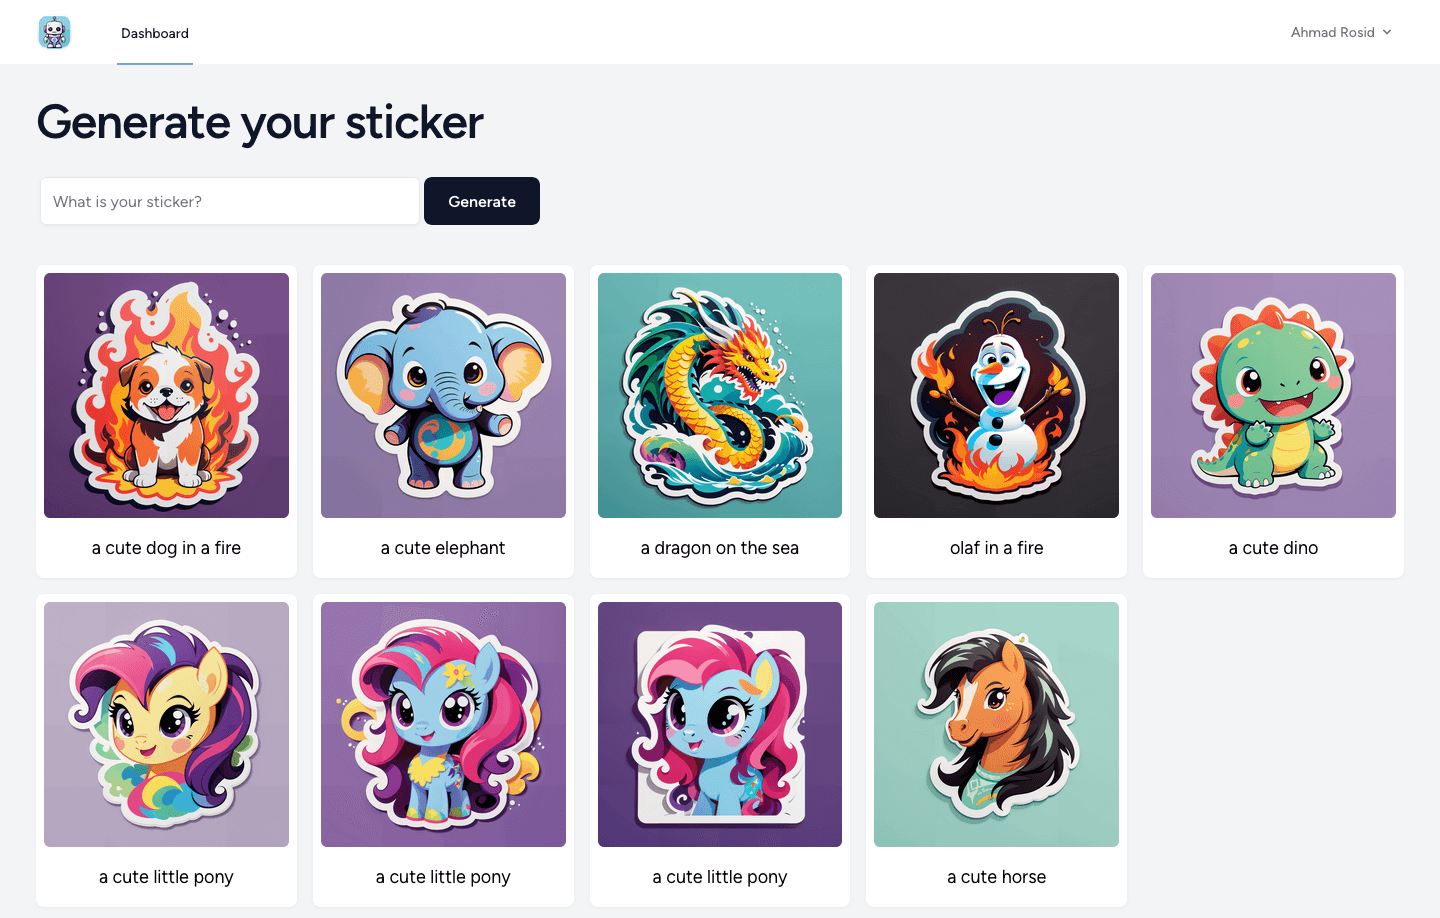 Dashboard
Ahmad Rosid
Generate your sticker
What is your sticker?
Generate
a cute dog in a fire
a cute elephant
a dragon on the sea
olaf in a fire
a cute dino
a cute little pony
a cute little pony
a cute little pony
a cute horse